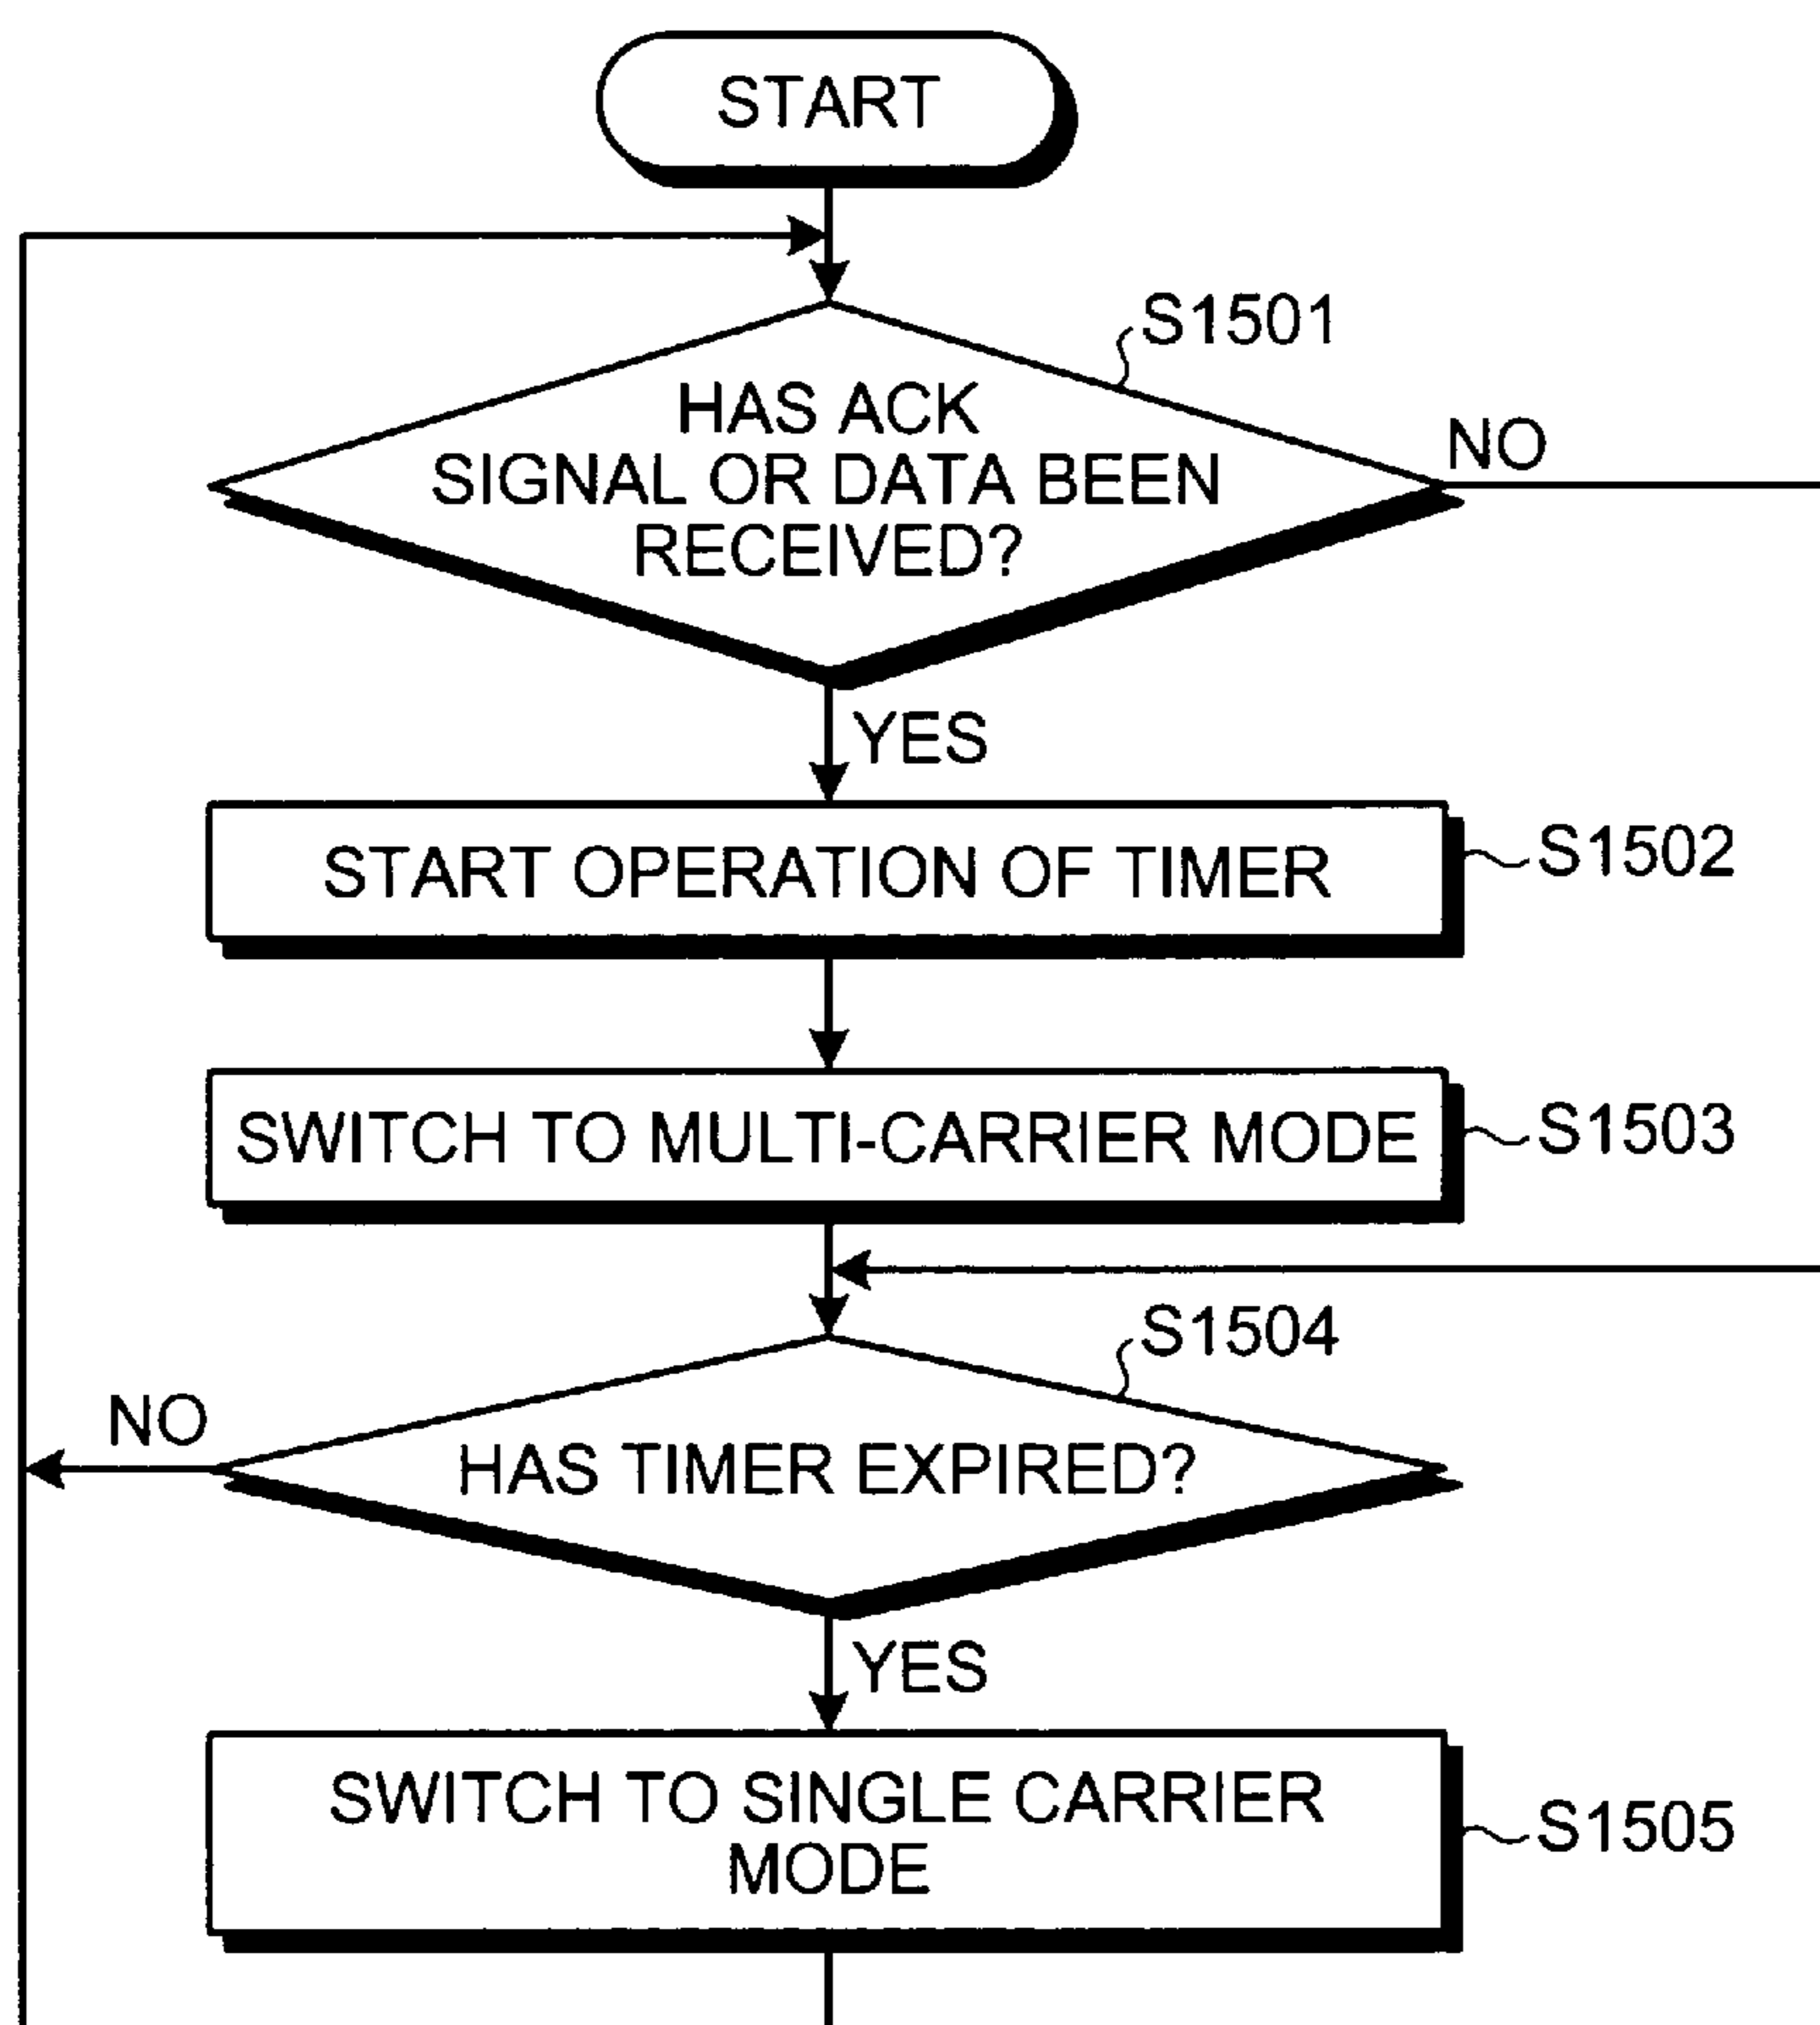 START
S1501
HAS ACK
SIGNAL OR DATA BEEN
RECEIVED?
NO
YES
START OPERATION OF TIMER
S1502
SWITCH TO MULTI-CARRIER MODE
S1503
S1504
NO
HAS TIMER EXPIRED?
YES
SWITCH TO SINGLE CARRIER
MODE
S1505